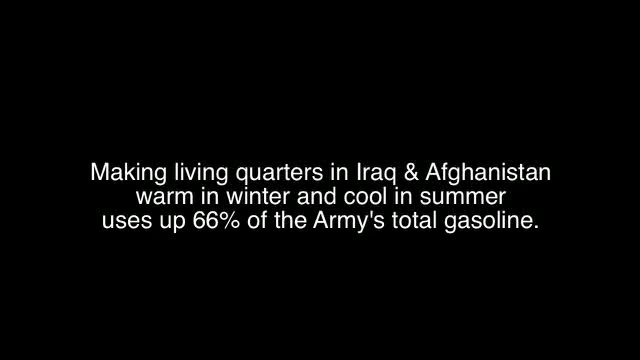 Making living quarters in Iraq & Afghanistan
warm in winter and cool in summer
uses up 66% of the Army's total gasoline.